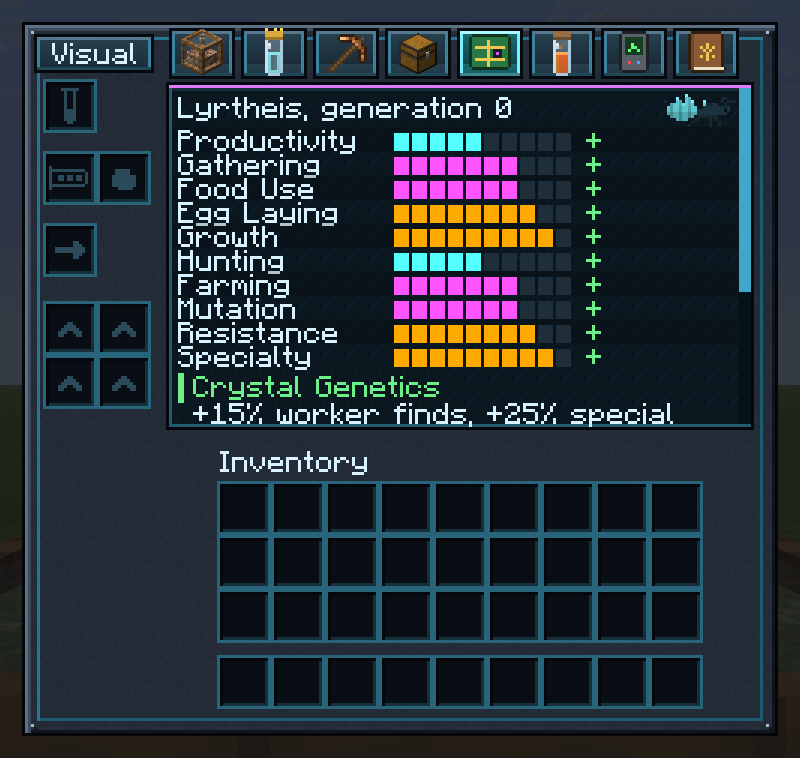 Visual
Lyrtheis, generation 0
Productivity +
Gathering +
Food Use +
Egg Laying +
Growth +
Hunting +
Farming +
Mutation +
Resistance +
Specialty +
Crystal Genetics
+15% worker finds, +25% special
Inventory